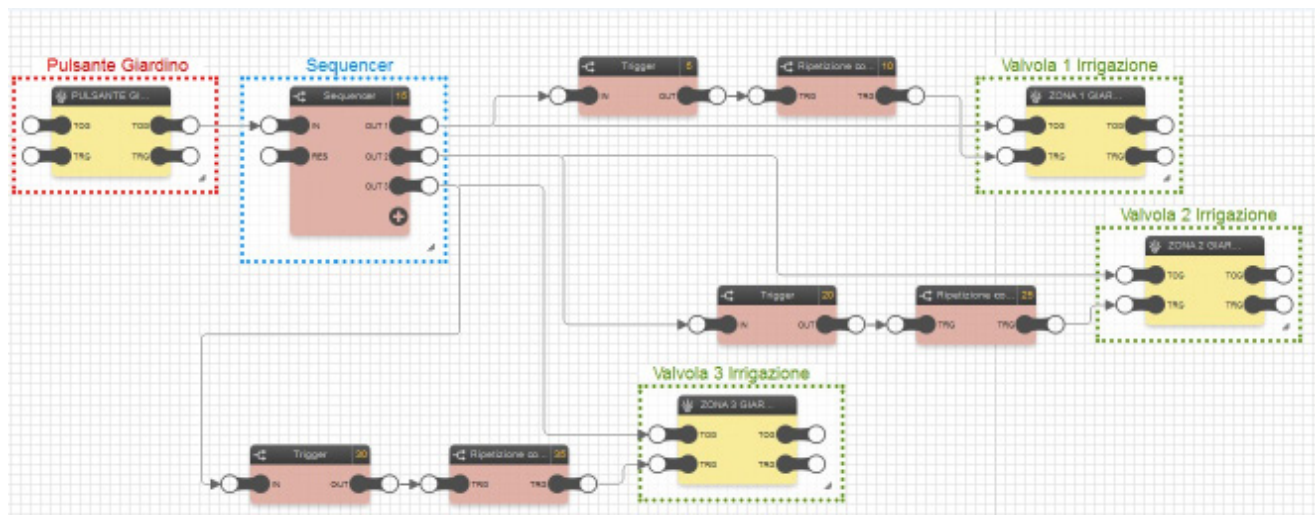 Pulsante Giardino
PULSANTE GI...
TOG TOG
TRG TRG
Sequencer
Sequencer 15
IN OUT 1
RES OUT 2
OUT 3
Trigger 5
IN OUT
Ripetizione co... 10
TRG TRG
Valvola 1 Irrigazione
ZONA 1 GIAR...
TOG TOG
TRG TRG
Valvola 2 Irrigazione
ZONA 2 GIAR...
TOG TOG
TRG TRG
Trigger 20
IN OUT
Ripetizione co... 25
TRG TRG
Valvola 3 Irrigazione
ZONA 3 GIAR...
TOG TOG
TRG TRG
Trigger 30
IN OUT
Ripetizione co... 35
TRG TRG